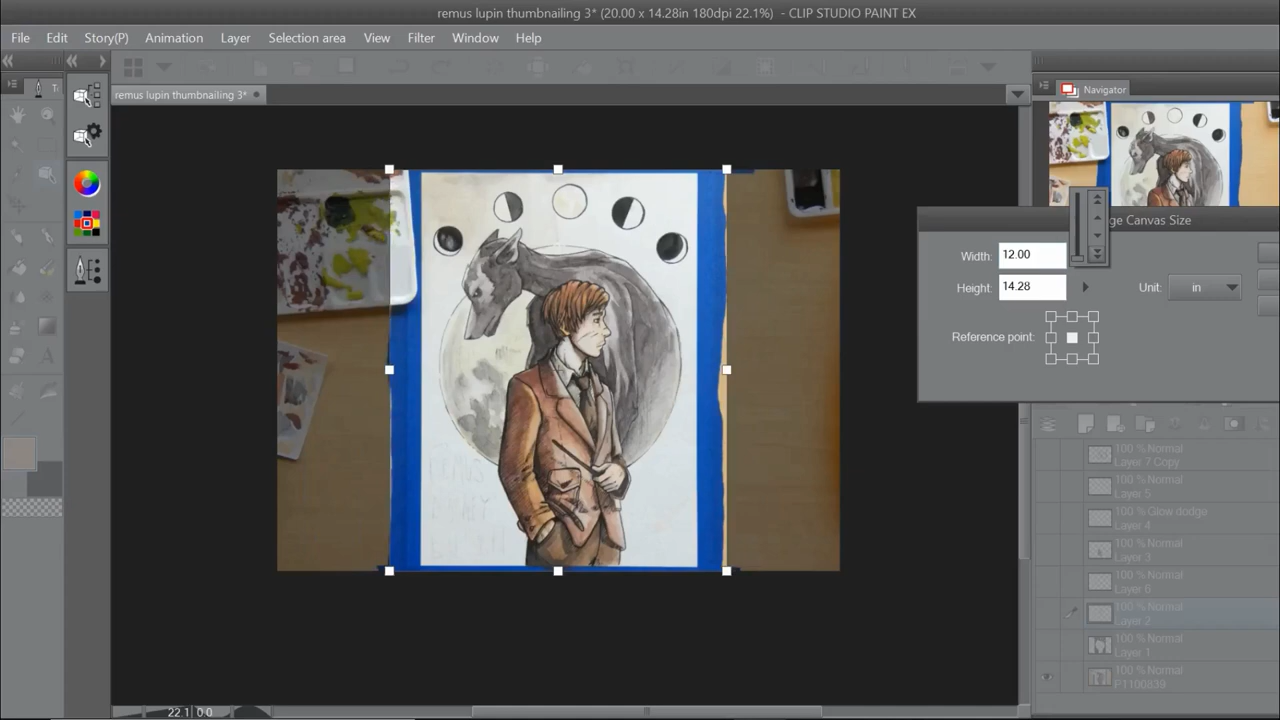 remus lupin thumbnailing 3* (20.00 x 14.28in 180dpi 22.1%) - CLIP STUDIO PAINT EX
File Edit Story(P) Animation Layer Selection area View Filter Window Help
remus lupin thumbnailing 3*
Navigator
ge Canvas Size
Width: 12.00
Height: 14.28 Unit: in
Reference point:
100 % Normal
Layer 7 Copy
100 % Normal
Layer 5
100 % Glow dodge
Layer 4
100 % Normal
Layer 3
100 % Normal
Layer 6
100 % Normal
Layer 2
100 % Normal
Layer 1
100 % Normal
P1100839
REMUS
22.1 0.0